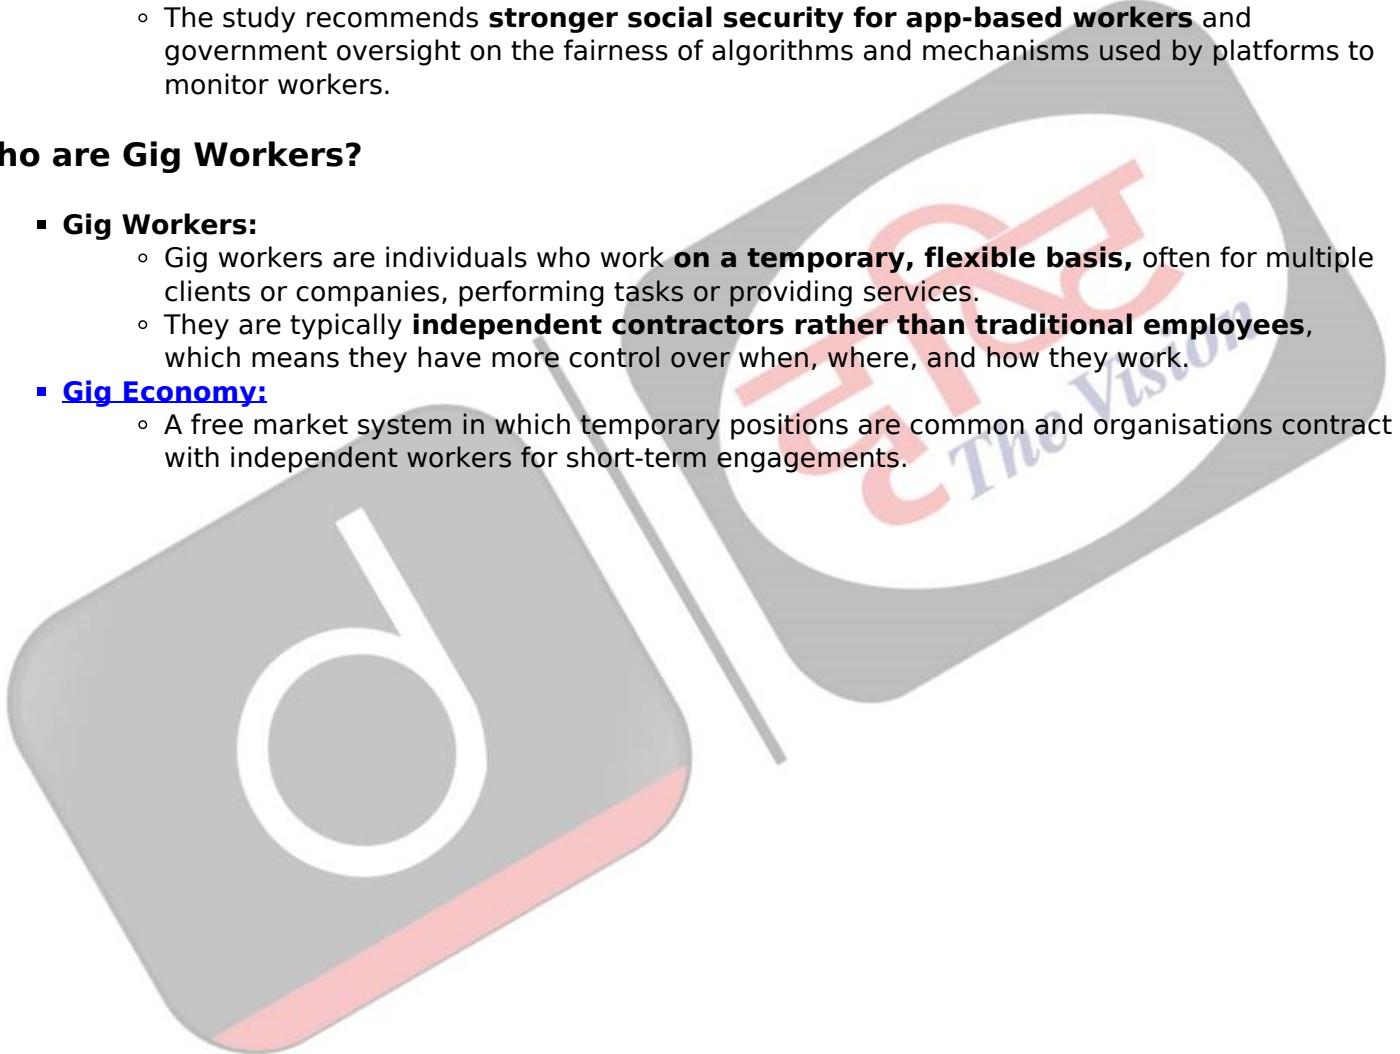 ◦ The study recommends stronger social security for app-based workers and
government oversight on the fairness of algorithms and mechanisms used by platforms to
monitor workers.
ho are Gig Workers?
▪ Gig Workers:
◦ Gig workers are individuals who work on a temporary, flexible basis, often for multiple
clients or companies, performing tasks or providing services.
◦ They are typically independent contractors rather than traditional employees,
which means they have more control over when, where, and how they work.
▪ Gig Economy:
◦ A free market system in which temporary positions are common and organisations contract
with independent workers for short-term engagements.
दृष्टि
The Vision
d